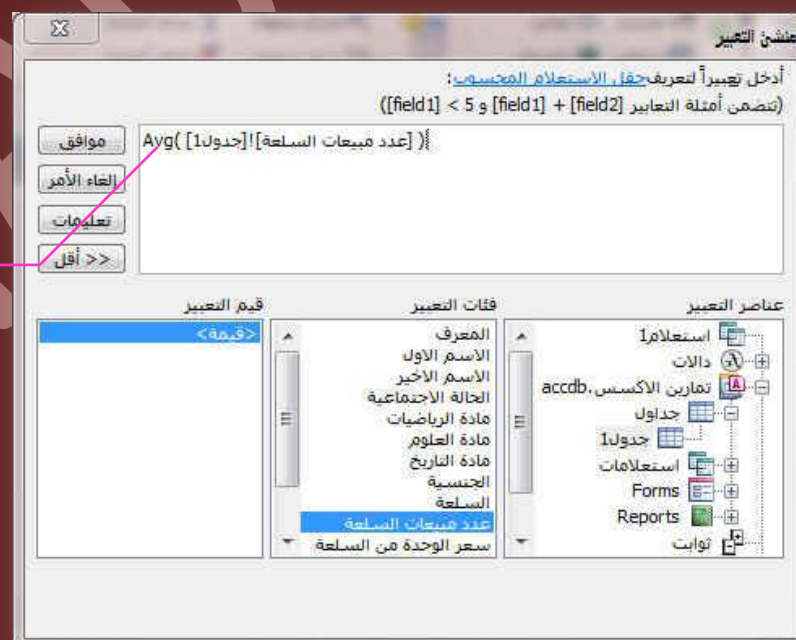 منشئ التعبير
أدخل تعبيراً لتعريف حقل الاستعلام المحسوب:
(تتضمن أمثلة التعابير [field1] + [field2] و [field1] < 5)
Avg( [جدول1]![عدد مبيعات السلعة] )
موافق
إلغاء الأمر
تعليمات
<< أقل
عناصر التعبير
استعلام1
دالات
تمارين الاكسس.accdb
جداول
جدول1
استعلامات
Forms
Reports
ثوابت
فئات التعبير
المعرف
الاسم الاول
الاسم الاخير
الحالة الاجتماعية
مادة الرياضيات
مادة العلوم
مادة التاريخ
الجنسية
السلعة
عدد مبيعات السلعة
سعر الوحدة من السلعة
قيم التعبير
<قيمة>